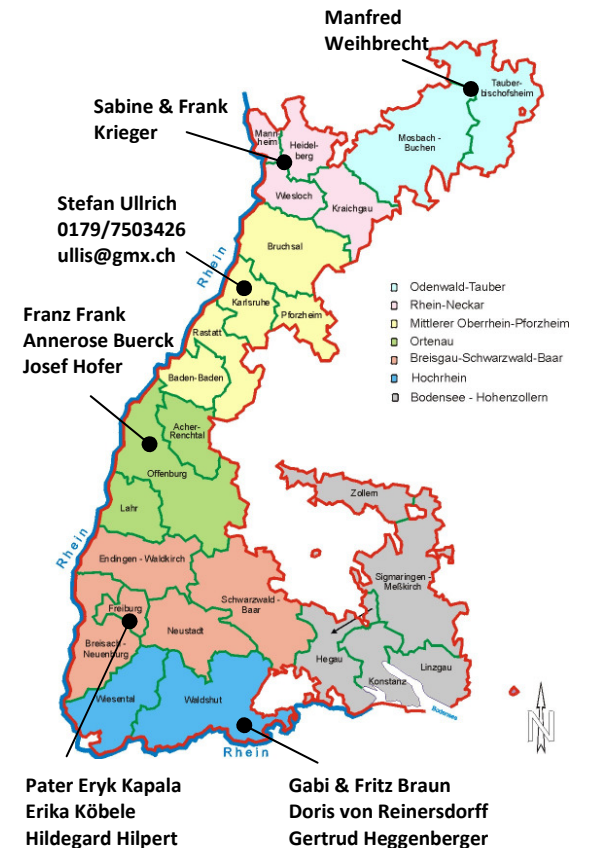 Manfred
Weihbrecht
Tauber-
bischofsheim
Sabine & Frank
Krieger
Mann-
heim
Heidel-
berg
Mosbach -
Buchen
Wiesloch
Kraichgau
Stefan Ullrich
0179/7503426
ullis@gmx.ch
Rhein
Bruchsal
Karlsruhe
Pforzheim
Rastatt
Baden-Baden
Odenwald-Tauber
Rhein-Neckar
Mittlerer Oberrhein-Pforzheim
Ortenau
Breisgau-Schwarzwald-Baar
Hochrhein
Bodensee - Hohenzollern
Franz Frank
Annerose Buerck
Josef Hofer
Acher-
Renchtal
Offenburg
Lahr
Zollern
Rhein
Endingen - Waldkirch
Sigmaringen -
Meßkirch
Freiburg
Schwarzwald -
Baar
Neustadt
Breisach -
Neuenburg
Hegau
Linzgau
Konstanz
Wiesental
Waldshut
Bodensee
N
Rhein
Pater Eryk Kapala
Erika Köbele
Hildegard Hilpert
Gabi & Fritz Braun
Doris von Reinersdorff
Gertrud Heggenberger